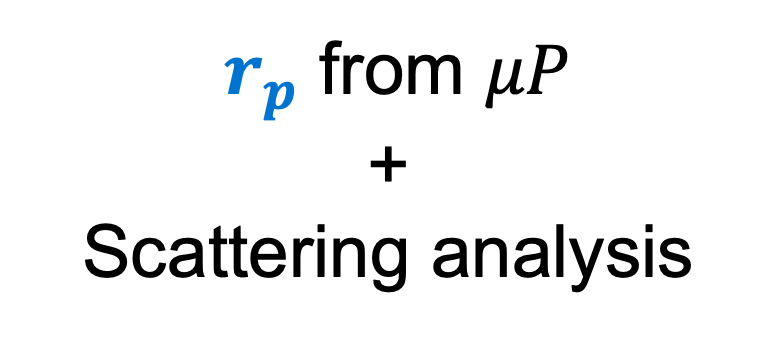 r_p from μP
+
Scattering analysis